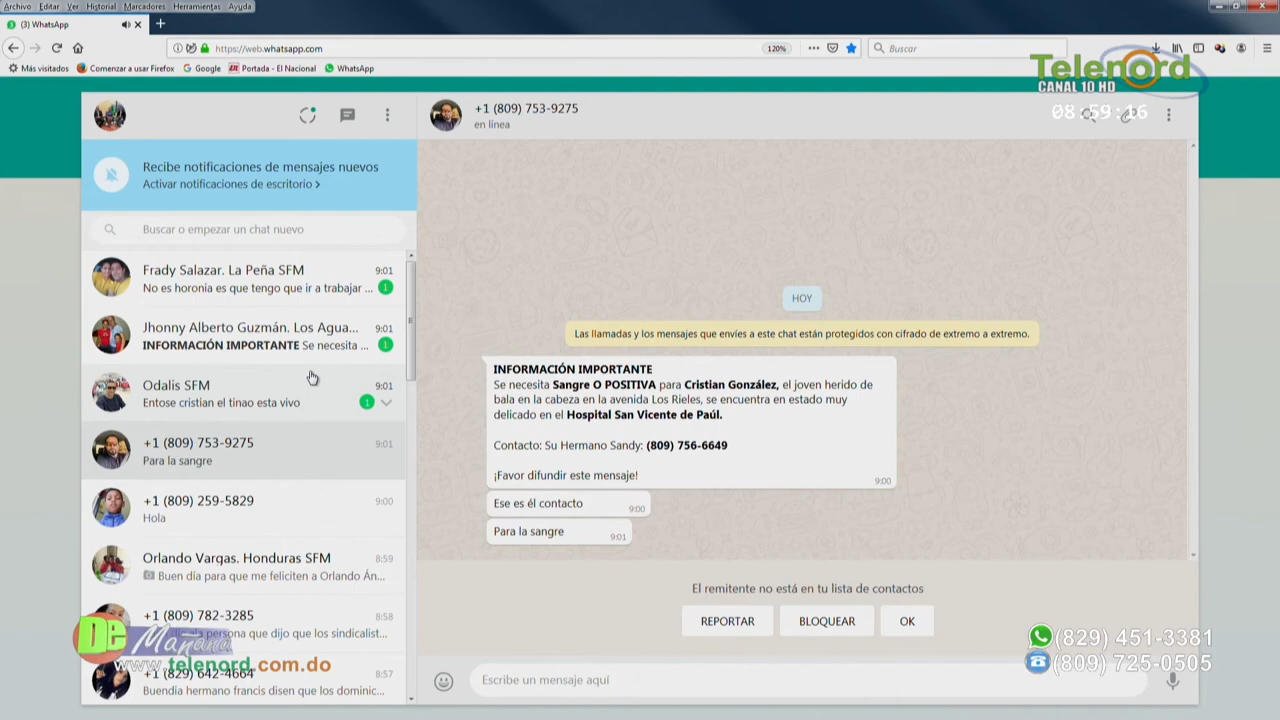 Archivo Editar Ver Historial Marcadores Herramientas Ayuda
(3) WhatsApp
https://web.whatsapp.com
120%
Buscar
Más visitados
Comenzar a usar Firefox
Google
Portada - El Nacional
WhatsApp
Telenord
CANAL 10 HD
08:59:16
+1 (809) 753-9275
en línea
Recibe notificaciones de mensajes nuevos
Activar notificaciones de escritorio >
Buscar o empezar un chat nuevo
Frady Salazar. La Peña SFM 9:01
No es horonia es que tengo que ir a trabajar ... 1
Jhonny Alberto Guzmán. Los Agua... 9:01
INFORMACIÓN IMPORTANTE Se necesita ... 1
Odalis SFM 9:01
Entose cristian el tinao esta vivo 1
+1 (809) 753-9275 9:01
Para la sangre
+1 (809) 259-5829 9:00
Hola
Orlando Vargas. Honduras SFM 8:59
Buen día para que me feliciten a Orlando Án...
+1 (809) 782-3285 8:58
la persona que dijo que los sindicalist...
+1 (829) 642-4664 8:57
Buendia hermano francis disen que los dominic...
HOY
Las llamadas y los mensajes que envíes a este chat están protegidos con cifrado de extremo a extremo.
INFORMACIÓN IMPORTANTE
Se necesita Sangre O POSITIVA para Cristian González, el joven herido de
bala en la cabeza en la avenida Los Rieles, se encuentra en estado muy
delicado en el Hospital San Vicente de Paúl.
Contacto: Su Hermano Sandy: (809) 756-6649
¡Favor difundir este mensaje!
9:00
Ese es él contacto 9:00
Para la sangre 9:01
El remitente no está en tu lista de contactos
REPORTAR BLOQUEAR OK
Escribe un mensaje aquí
De Mañana
www.telenord.com.do
(829) 451-3381
(809) 725-0505